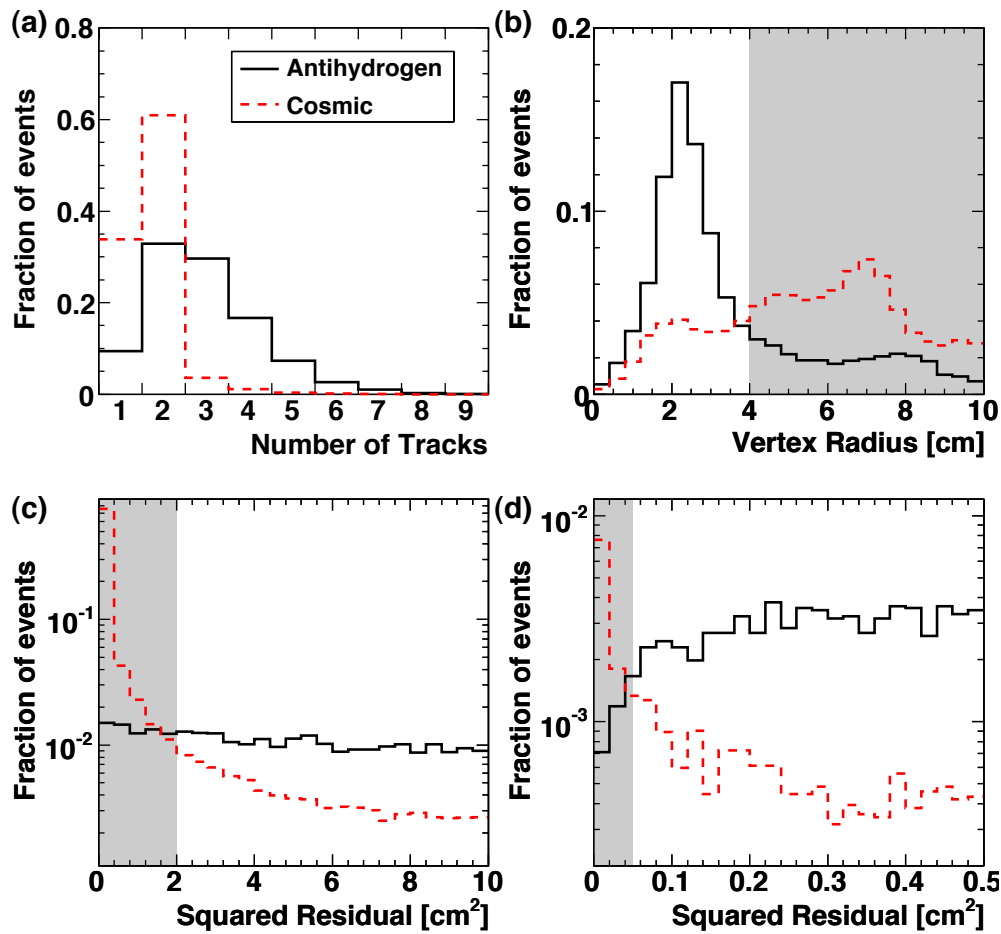 (a)
0.8
0.6
0.4
0.2
0
Fraction of events
Antihydrogen
Cosmic
1 2 3 4 5 6 7 8 9
Number of Tracks
(b)
0.2
0.1
0
Fraction of events
0 2 4 6 8 10
Vertex Radius [cm]
(c)
10⁻¹
10⁻²
Fraction of events
0 2 4 6 8 10
Squared Residual [cm²]
(d)
10⁻²
10⁻³
Fraction of events
0 0.1 0.2 0.3 0.4 0.5
Squared Residual [cm²]